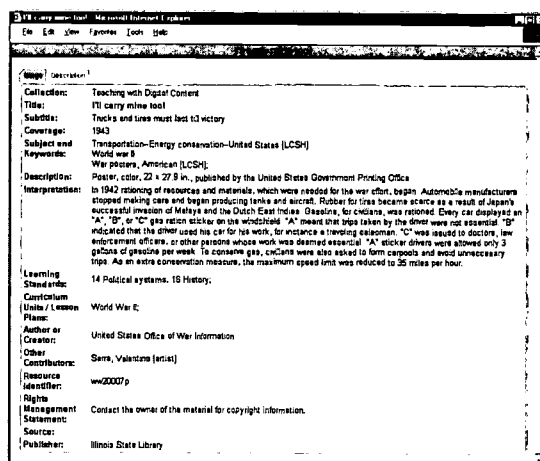 I'll carry mine too! Microsoft Internet Explorer
File Edit View Favorites Tools Help
Image Description
Collection: Teaching with Digital Content
Title: I'll carry mine too!
Subtitle: Trucks and tires must last till victory
Coverage: 1943
Subject and Keywords: Transportation--Energy conservation--United States [LCSH]
World war II
War posters, American [LCSH];
Description: Poster, color, 22 x 27.9 in., published by the United States Government Printing Office
Interpretation: In 1942 rationing of resources and materials, which were needed for the war effort, began. Automobile manufacturers
stopped making cars and began producing tanks and aircraft. Rubber for tires became scarce as a result of Japan's
successful invasion of Malaya and the Dutch East Indies. Gasoline, for civilians, was rationed. Every car displayed an
"A", "B", or "C" gas ration sticker on the windshield. "A" meant that trips taken by the driver were not essential. "B"
indicated that the driver used his car for his work, for instance a traveling salesman. "C" was issued to doctors, law
enforcement officers, or other persons whose work was deemed essential. "A" sticker drivers were allowed only 3
gallons of gasoline per week. To conserve gas, civilians were also asked to form carpools and avoid unnecessary
trips. As an extra conservation measure, the maximum speed limit was reduced to 35 miles per hour.
Learning Standards: 14 Political systems. 16 History;
Curriculum Units / Lesson Plans: World War II;
Author or Creator: United States Office of War Information
Other Contributors: Serra, Valentino [artist]
Resource Identifier: ww20007p
Rights Management Statement: Contact the owner of the material for copyright information.
Source:
Publisher: Illinois State Library